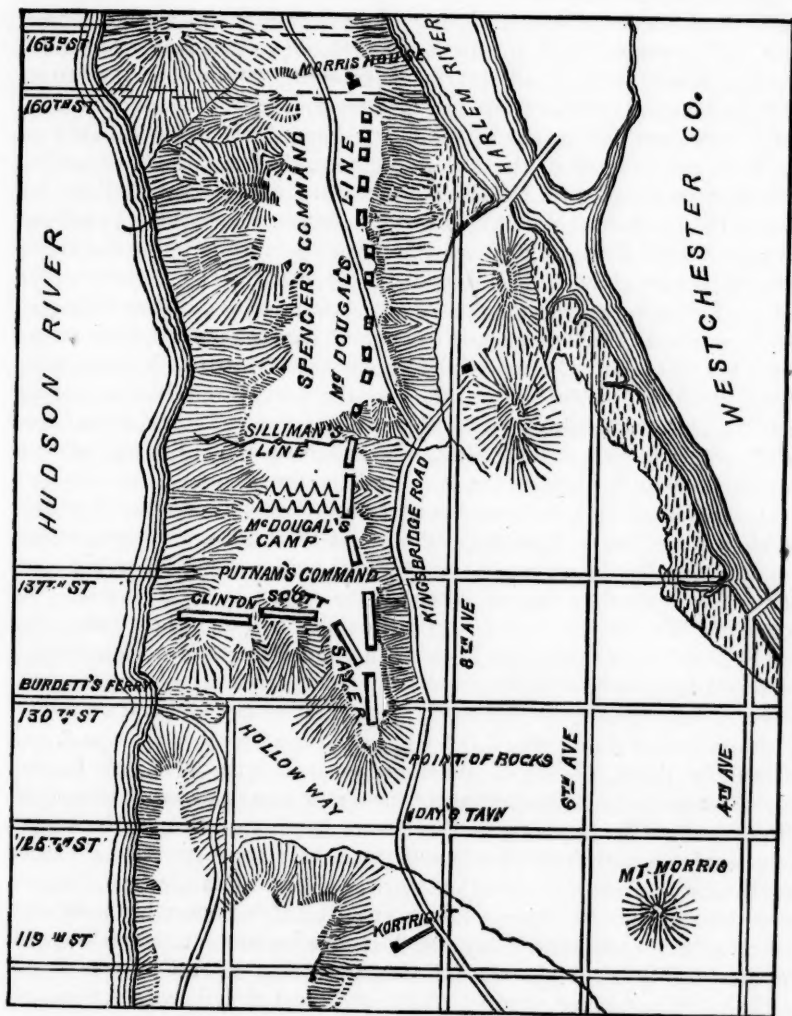 163RD ST
MORRIS HOUSE
160TH ST
HARLEM RIVER
WESTCHESTER CO.
HUDSON RIVER
SPENCER'S COMMAND
McDOUGAL'S LINE
SILLIMAN'S
LINE
McDOUGAL'S
CAMP
KINGSBRIDGE ROAD
PUTNAM'S COMMAND
137TH ST
CLINTON
SCOTT
SAYER
8TH AVE
BURDETT'S FERRY
130TH ST
HOLLOW WAY
POINT OF ROCKS
6TH AVE
4TH AVE
DAY'S TAVN
125TH ST
MT. MORRIS
KORTRIGHT
119TH ST